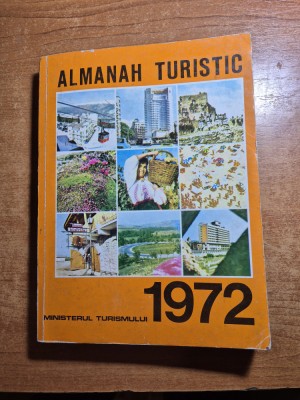 ALMANAH TURISTIC
MINISTERUL TURISMULUI
1972